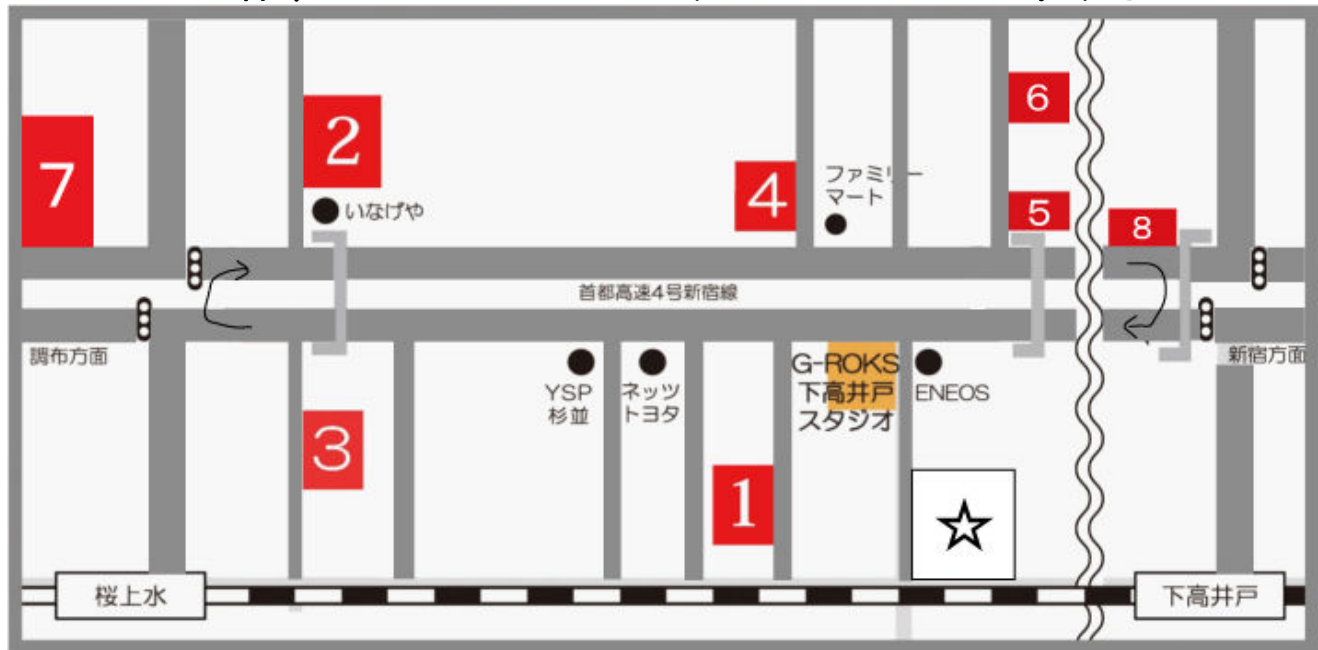 7
2
いなげや
4
ファミリー
マート
6
5
8
首都高速4号新宿線
調布方面
新宿方面
3
YSP
杉並
ネッツ
トヨタ
1
G-ROKS
下高井戸
スタジオ
ENEOS
桜上水
下高井戸